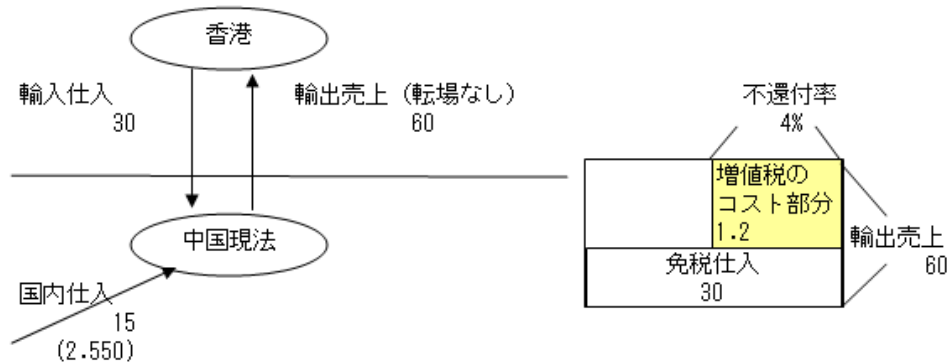 香港
輸入仕入
30
輸出売上（転場なし）
60
中国現法
国内仕入
15
(2.550)
不還付率
4%
増値税の
コスト部分
1.2
免税仕入
30
輸出売上
60